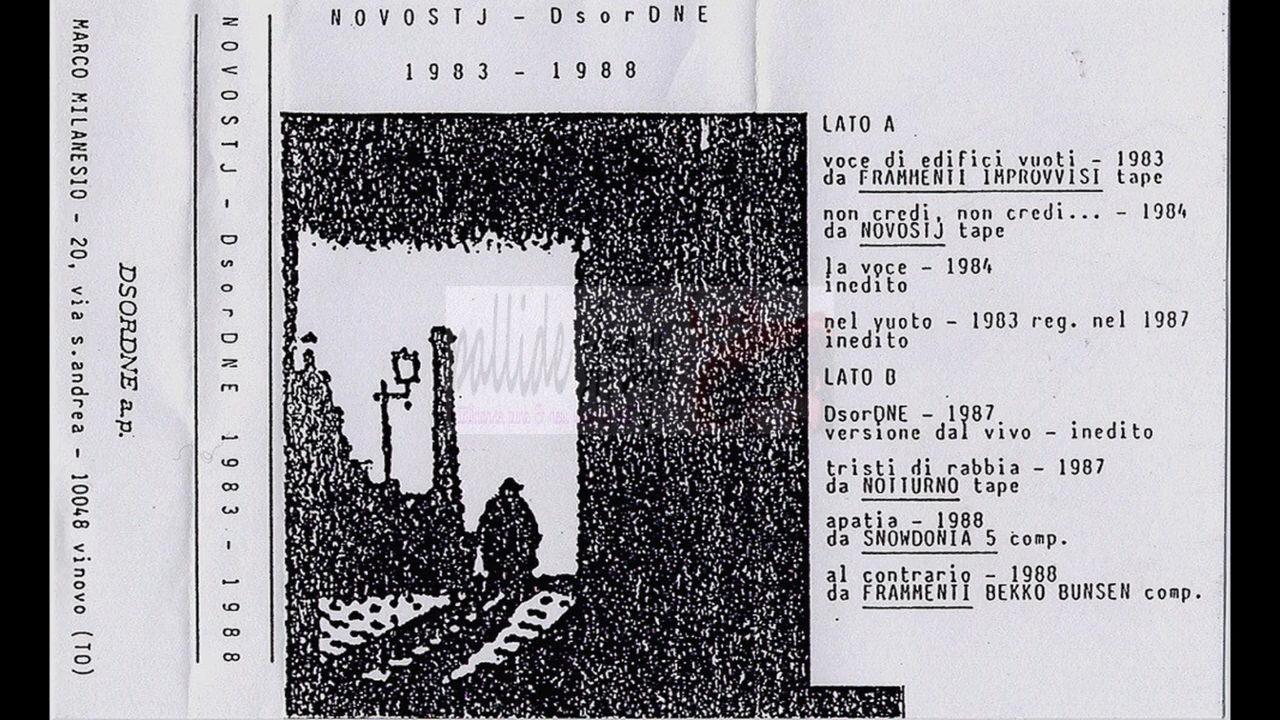 NOVOSTJ - DsorDNE
1983 - 1988
MARCO MILANESIO - 20, via s.andrea - 10048 vinovo (TO)
DSORDNE a.p.
NOVOSTJ - DsorDNE 1983 - 1988
LATO A
voce di edifici vuoti - 1983
da FRAMMENTI IMPROVVISI tape
non credi, non credi... - 1984
da NOVOSTJ tape
la voce - 1984
inedito
nel vuoto - 1983 reg. nel 1987
inedito
LATO B
DsorDNE - 1987
versione dal vivo - inedito
tristi di rabbia - 1987
da NOTTURNO tape
apatia - 1988
da SNOWDONIA 5 comp.
al contrario - 1988
da FRAMMENTI BEKKO BUNSEN comp.
pallide